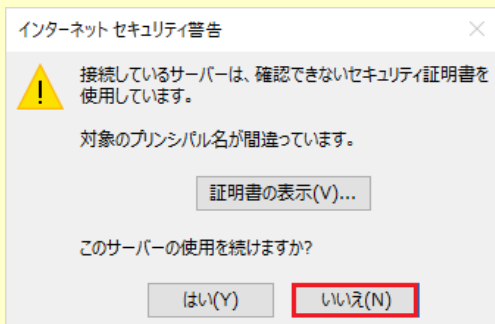 インターネット セキュリティ警告
接続しているサーバーは、確認できないセキュリティ証明書を
使用しています。
対象のプリンシパル名が間違っています。
証明書の表示(V)...
このサーバーの使用を続けますか?
はい(Y) いいえ(N)